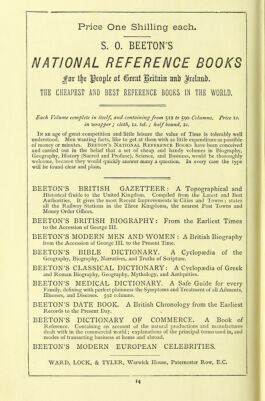 Price One Shilling each.
S. O. BEETON'S
NATIONAL REFERENCE BOOKS
For the People of Great Britain and Ireland.
THE CHEAPEST AND BEST REFERENCE BOOKS IN THE WORLD.
Each Volume complete in itself, and containing from 512 to 590 Columns. Price 1s.
in wrapper; cloth, 1s. 6d.; half bound, 2s.
In an age of great competition and little leisure the value of Time is tolerably well
understood. Men wanting facts, like to get at them with as little expenditure as possible
of money or minutes. BEETON'S NATIONAL REFERENCE BOOKS have been conceived
and carried out in the belief that a set of cheap and handy volumes in Biography,
Geography, History (Sacred and Profane), Science, and Business, would be thoroughly
welcome, because they would quickly answer many a question. In every case the type
will be found clear and plain.
BEETON'S BRITISH GAZETTEER: A Topographical and
Historical Guide to the United Kingdom. Compiled from the Latest and Best
Authorities. It gives the most Recent Improvements in Cities and Towns; states
all the Railway Stations in the Three Kingdoms, the nearest Post Towns and
Money Order Offices.
BEETON'S BRITISH BIOGRAPHY: From the Earliest Times
to the Accession of George III.
BEETON'S MODERN MEN AND WOMEN: A British Biography
from the Accession of George III. to the Present Time.
BEETON'S BIBLE DICTIONARY. A Cyclopædia of the
Geography, Biography, Narratives, and Truths of Scripture.
BEETON'S CLASSICAL DICTIONARY: A Cyclopædia of Greek
and Roman Biography, Geography, Mythology, and Antiquities.
BEETON'S MEDICAL DICTIONARY. A Safe Guide for every
Family, defining with perfect plainness the Symptoms and Treatment of all Ailments,
Illnesses, and Diseases. 592 columns.
BEETON'S DATE BOOK. A British Chronology from the Earliest
Records to the Present Day.
BEETON'S DICTIONARY OF COMMERCE. A Book of
Reference. Containing an account of the natural productions and manufactures
dealt with in the commercial world; explanations of the principal terms used in, and
modes of transacting business at home and abroad.
BEETON'S MODERN EUROPEAN CELEBRITIES.
WARD, LOCK, & TYLER, Warwick House, Paternoster Row, E.C.
14